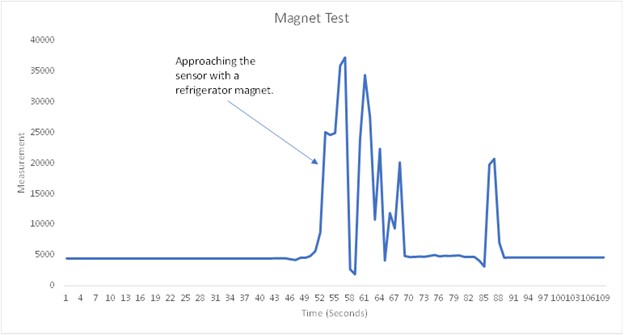 Magnet Test
40000
35000
30000
25000
20000
15000
10000
5000
0
Measurement
Approaching the
sensor with a
refrigerator magnet.
1 4 7 10 13 16 19 22 25 28 31 34 37 40 43 46 49 52 55 58 61 64 67 70 73 76 79 82 85 88 91 94 97 100 103 106 109
Time (Seconds)